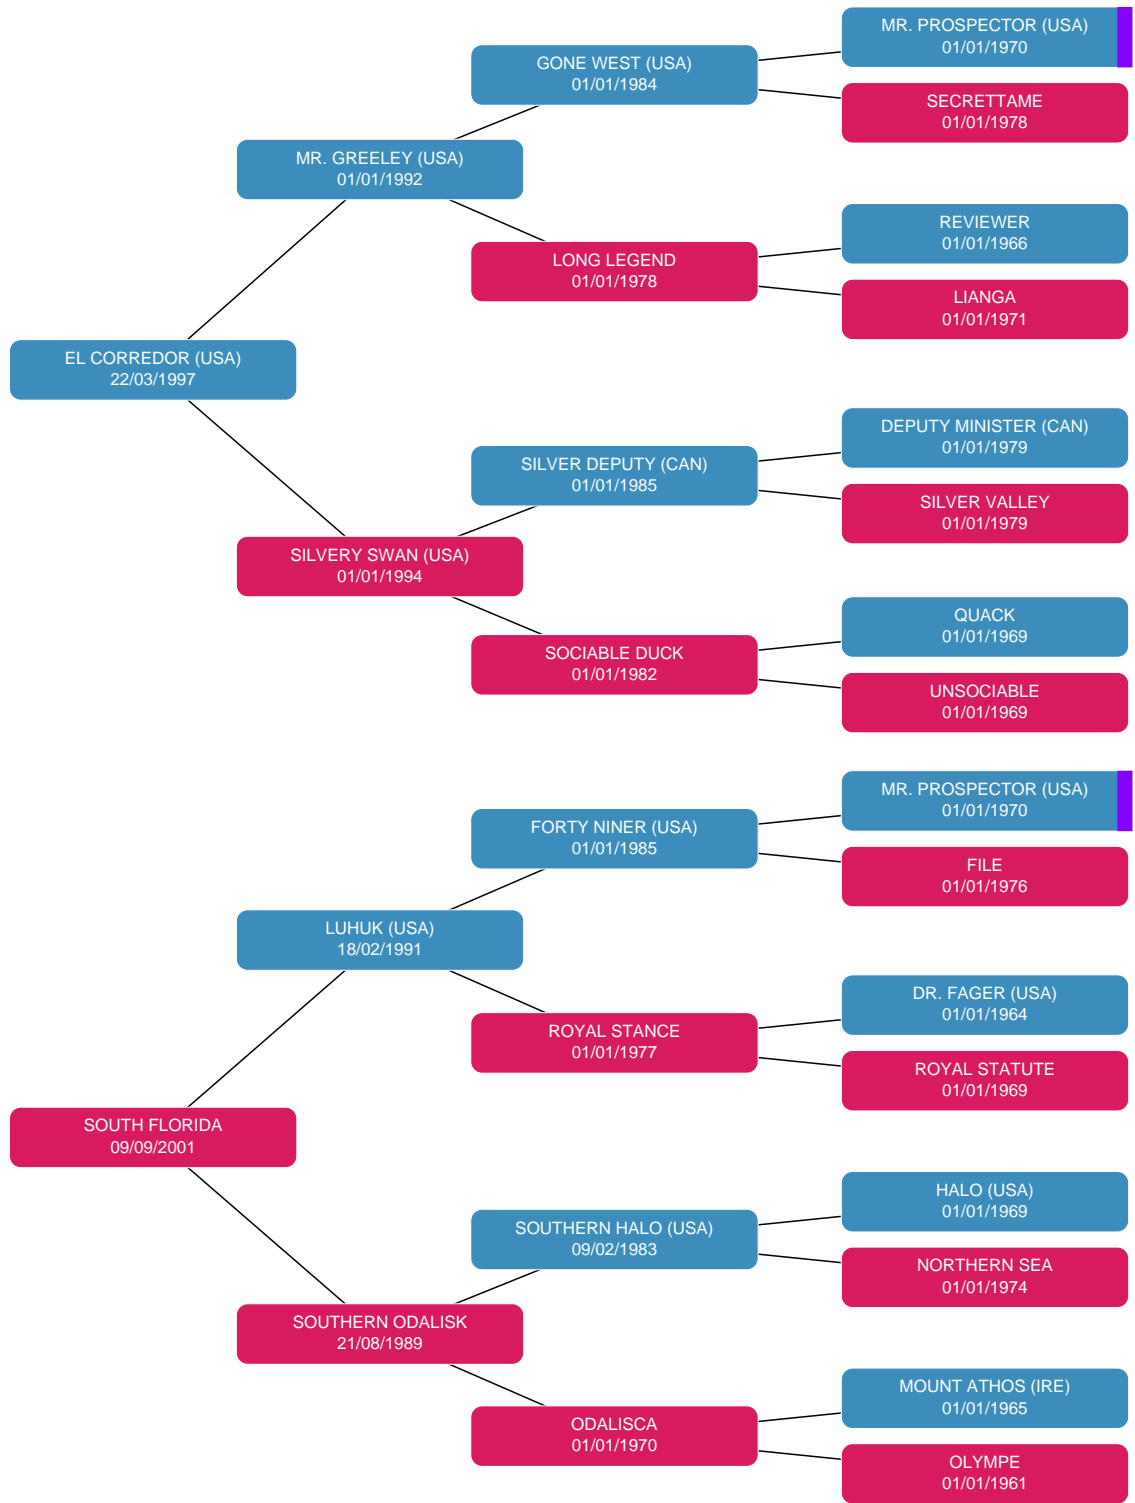 MR. PROSPECTOR (USA)
01/01/1970
GONE WEST (USA)
01/01/1984
SECRETTAME
01/01/1978
MR. GREELEY (USA)
01/01/1992
REVIEWER
01/01/1966
LONG LEGEND
01/01/1978
LIANGA
01/01/1971
EL CORREDOR (USA)
22/03/1997
DEPUTY MINISTER (CAN)
01/01/1979
SILVER DEPUTY (CAN)
01/01/1985
SILVER VALLEY
01/01/1979
SILVERY SWAN (USA)
01/01/1994
QUACK
01/01/1969
SOCIABLE DUCK
01/01/1982
UNSOCIABLE
01/01/1969
MR. PROSPECTOR (USA)
01/01/1970
FORTY NINER (USA)
01/01/1985
FILE
01/01/1976
LUHUK (USA)
18/02/1991
DR. FAGER (USA)
01/01/1964
ROYAL STANCE
01/01/1977
ROYAL STATUTE
01/01/1969
SOUTH FLORIDA
09/09/2001
HALO (USA)
01/01/1969
SOUTHERN HALO (USA)
09/02/1983
NORTHERN SEA
01/01/1974
SOUTHERN ODALISK
21/08/1989
MOUNT ATHOS (IRE)
01/01/1965
ODALISCA
01/01/1970
OLYMPE
01/01/1961